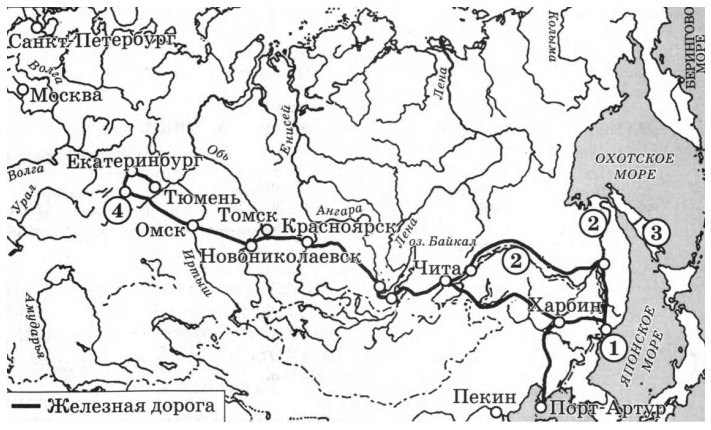 Санкт-Петербург
Волга
Москва
Волга
Урал
Екатеринбург
Тюмень
4
Омск
Обь
Иртыш
Томск
Новониколаевск
Енисей
Красноярск
Ангара
Лена
Лена
оз. Байкал
Чита
2
Колыма
БЕРИНГОВО
МОРЕ
ОХОТСКОЕ
МОРЕ
2
3
Харбин
1
ЯПОНСКОЕ
МОРЕ
Амударья
Пекин
Порт-Артур
Железная дорога